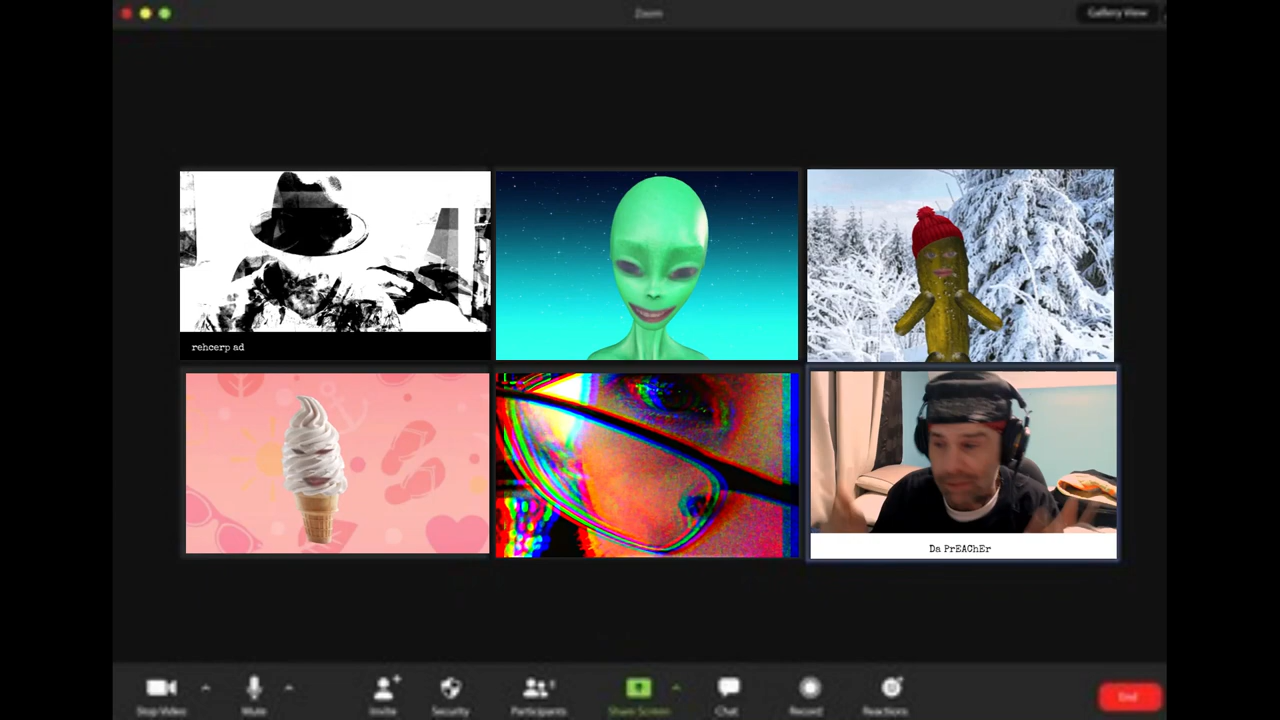 Zoom
Gallery View
rehcerp ad
Da PrEAChEr
Stop Video
Mute
Invite
Security
Participants
Share Screen
Chat
Record
Reactions
End